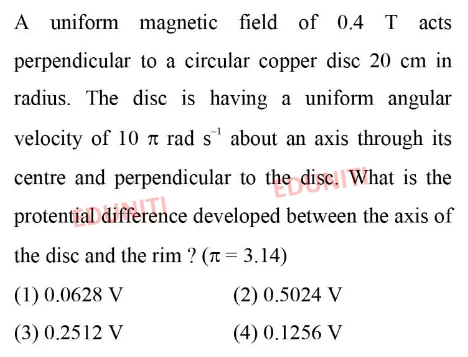 A uniform magnetic field of 0.4 T acts
perpendicular to a circular copper disc 20 cm in
radius. The disc is having a uniform angular
velocity of 10 π rad s⁻¹ about an axis through its
centre and perpendicular to the disc. What is the
EDUNITI
protential difference developed between the axis of
EDUNITI
the disc and the rim ? (π = 3.14)
(1) 0.0628 V (2) 0.5024 V
(3) 0.2512 V (4) 0.1256 V